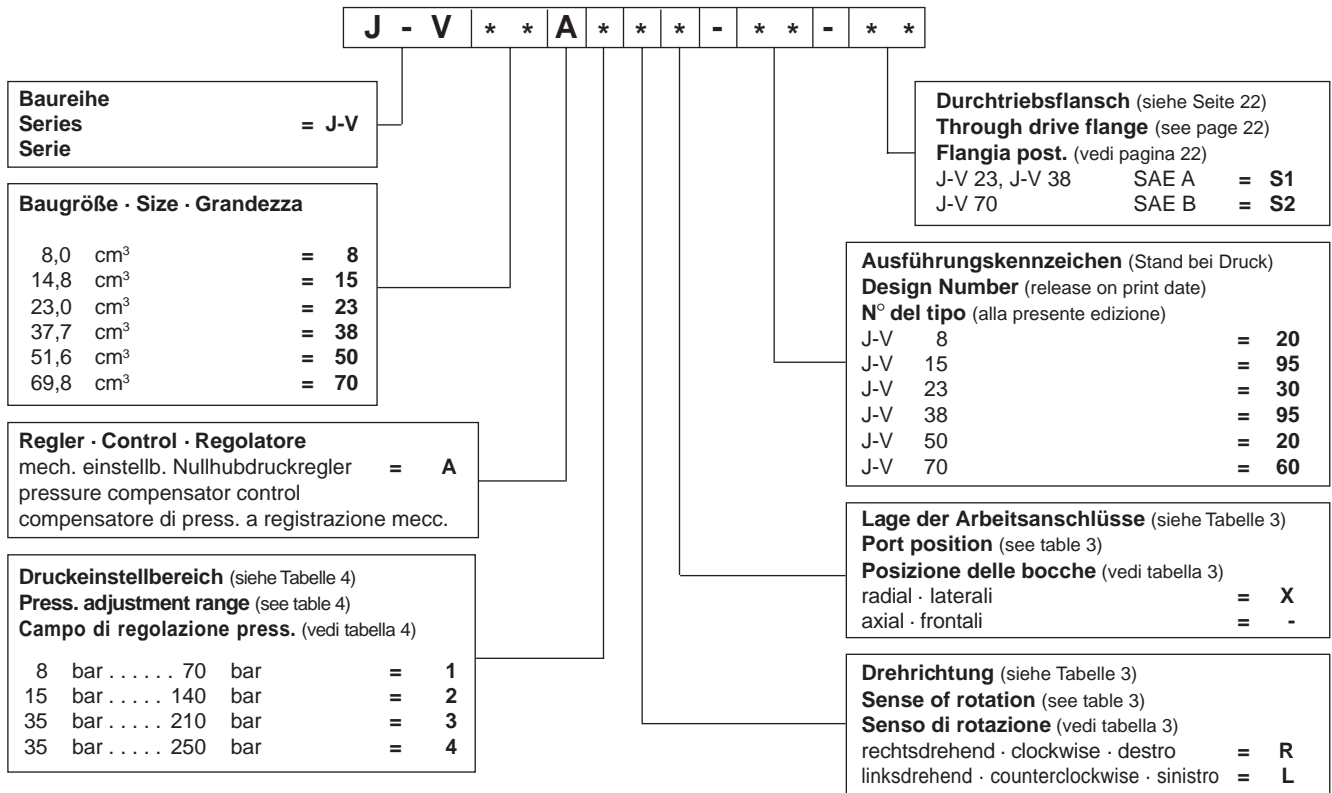 J - V * * A * * * - * * - * *
Baureihe
Series = J-V
Serie
Baugröße · Size · Grandezza
8,0 cm³ = 8
14,8 cm³ = 15
23,0 cm³ = 23
37,7 cm³ = 38
51,6 cm³ = 50
69,8 cm³ = 70
Regler · Control · Regolatore
mech. einstellb. Nullhubdruckregler = A
pressure compensator control
compensatore di press. a registrazione mecc.
Druckeinstellbereich (siehe Tabelle 4)
Press. adjustment range (see table 4)
Campo di regolazione press. (vedi tabella 4)
8 bar . . . . . . 70 bar = 1
15 bar . . . . . 140 bar = 2
35 bar . . . . . 210 bar = 3
35 bar . . . . . 250 bar = 4
Durchtriebsflansch (siehe Seite 22)
Through drive flange (see page 22)
Flangia post. (vedi pagina 22)
J-V 23, J-V 38 SAE A = S1
J-V 70 SAE B = S2
Ausführungskennzeichen (Stand bei Druck)
Design Number (release on print date)
N° del tipo (alla presente edizione)
J-V 8 = 20
J-V 15 = 95
J-V 23 = 30
J-V 38 = 95
J-V 50 = 20
J-V 70 = 60
Lage der Arbeitsanschlüsse (siehe Tabelle 3)
Port position (see table 3)
Posizione delle bocche (vedi tabella 3)
radial · laterali = X
axial · frontali = -
Drehrichtung (siehe Tabelle 3)
Sense of rotation (see table 3)
Senso di rotazione (vedi tabella 3)
rechtsdrehend · clockwise · destro = R
linksdrehend · counterclockwise · sinistro = L